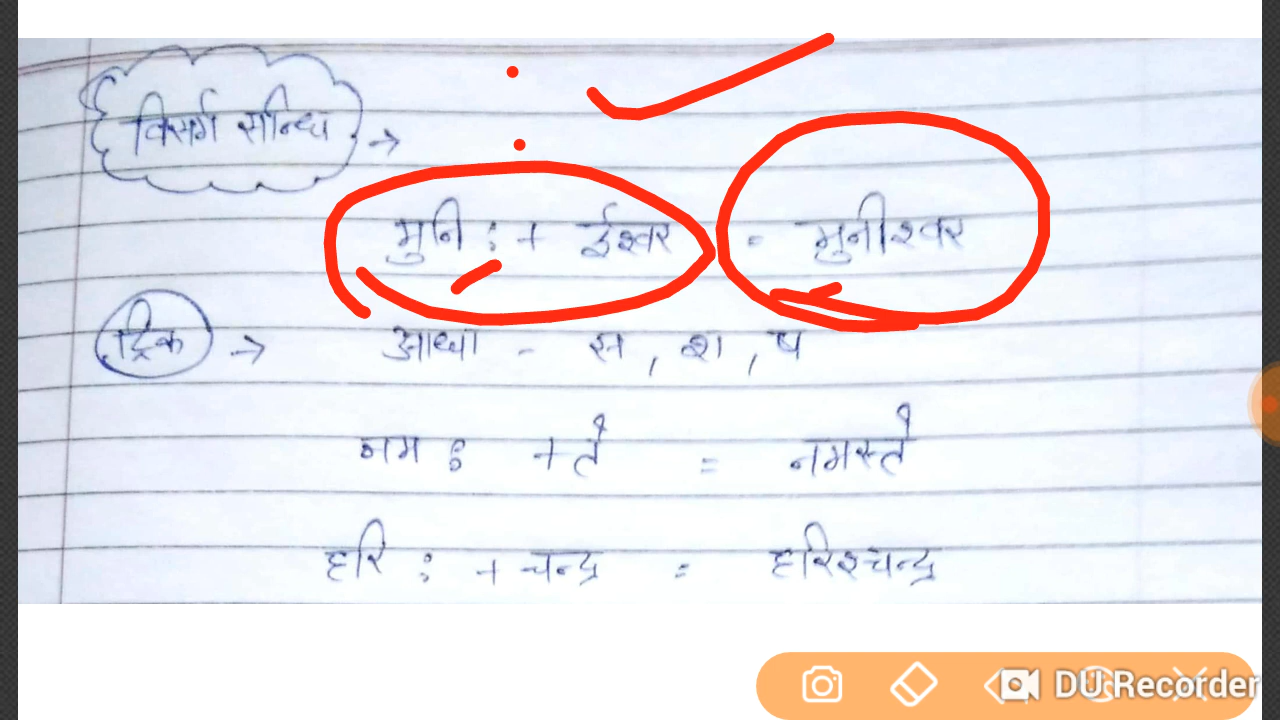 विसर्ग सन्धि →
मुनि : + ईश्वर = मुनीश्वर
ट्रिक → आधा - स , श , ष
नम : + ते = नमस्ते
हरि : + चन्द्र = हरिश्चन्द्र
DU Recorder